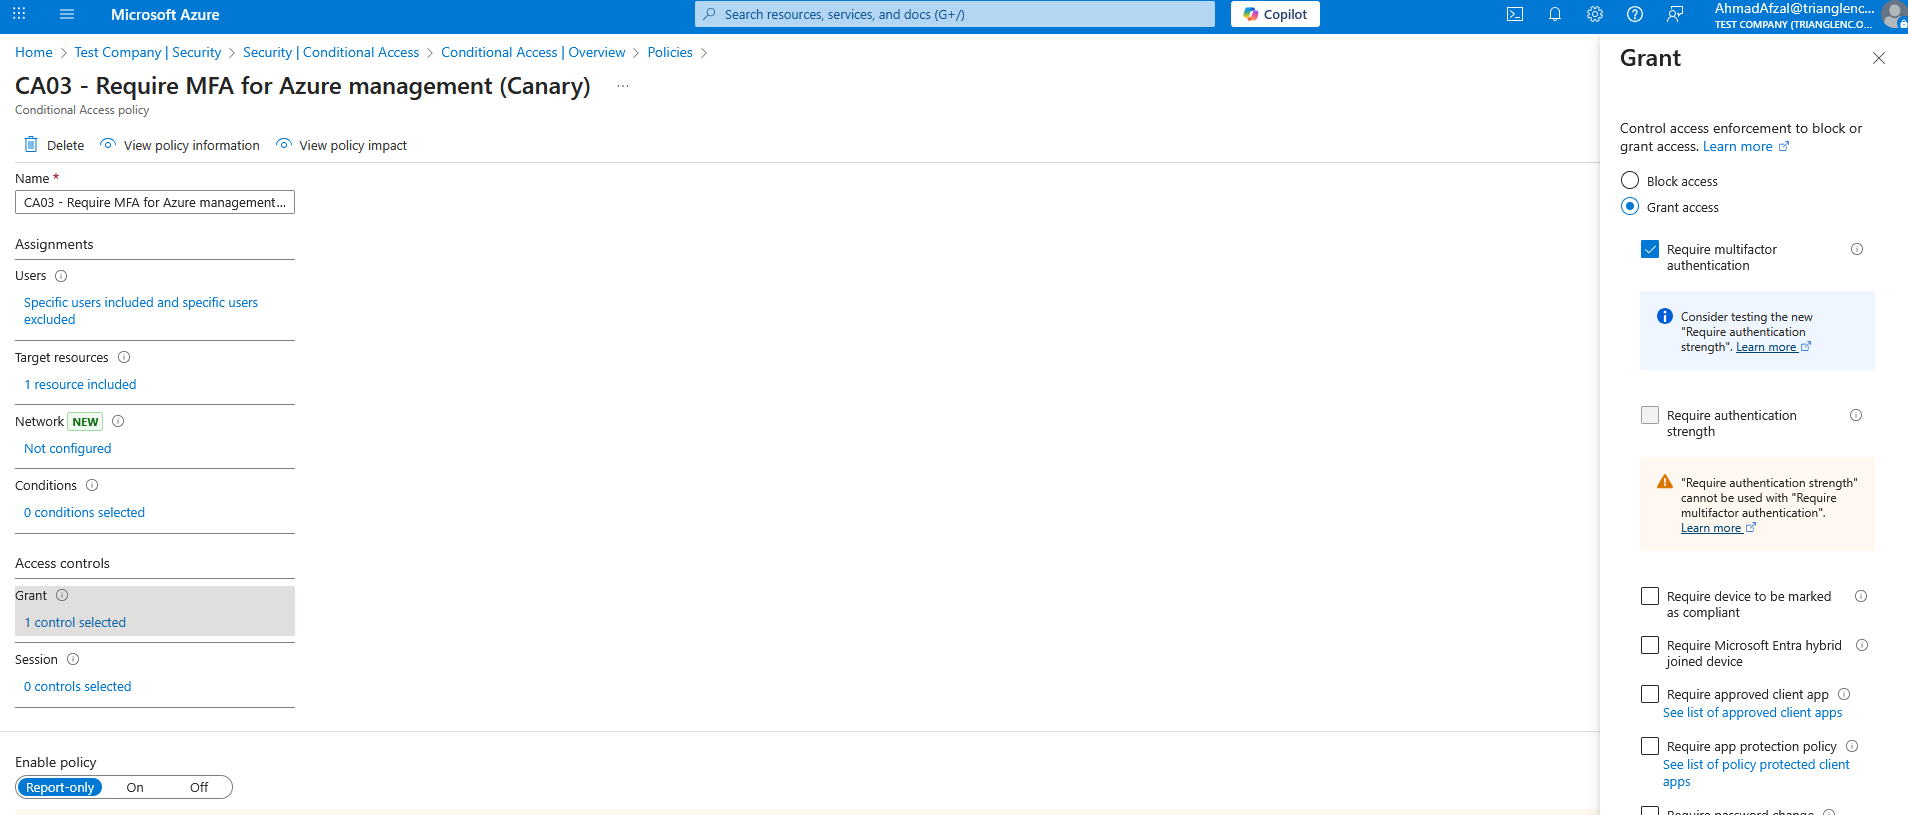 Microsoft Azure
Search resources, services, and docs (G+/)
Copilot
AhmadAfzal@trianglenc...
TEST COMPANY (TRIANGLENC.O...
Home > Test Company | Security > Security | Conditional Access > Conditional Access | Overview > Policies >
CA03 - Require MFA for Azure management (Canary) ...
Conditional Access policy
Delete View policy information View policy impact
Name *
CA03 - Require MFA for Azure management...
Assignments
Users
Specific users included and specific users
excluded
Target resources
1 resource included
Network NEW
Not configured
Conditions
0 conditions selected
Access controls
Grant
1 control selected
Session
0 controls selected
Enable policy
Report-only On Off
Grant
Control access enforcement to block or
grant access. Learn more
Block access
Grant access
Require multifactor
authentication
Consider testing the new
"Require authentication
strength". Learn more
Require authentication
strength
"Require authentication strength"
cannot be used with "Require
multifactor authentication".
Learn more
Require device to be marked
as compliant
Require Microsoft Entra hybrid
joined device
Require approved client app
See list of approved client apps
Require app protection policy
See list of policy protected client
apps
Require password change